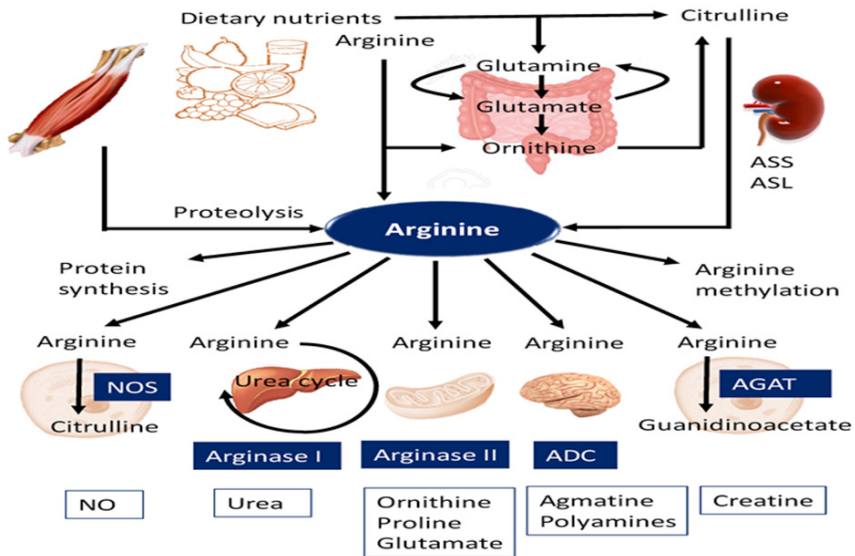 Dietary nutrients
Citrulline
Arginine
Glutamine
Glutamate
Ornithine
ASS
ASL
Proteolysis
Arginine
Protein
synthesis
Arginine
methylation
Arginine
Arginine
Arginine
Arginine
Arginine
NOS
Urea cycle
AGAT
Citrulline
Guanidinoacetate
Arginase I
Arginase II
ADC
NO
Urea
Ornithine
Proline
Glutamate
Agmatine
Polyamines
Creatine